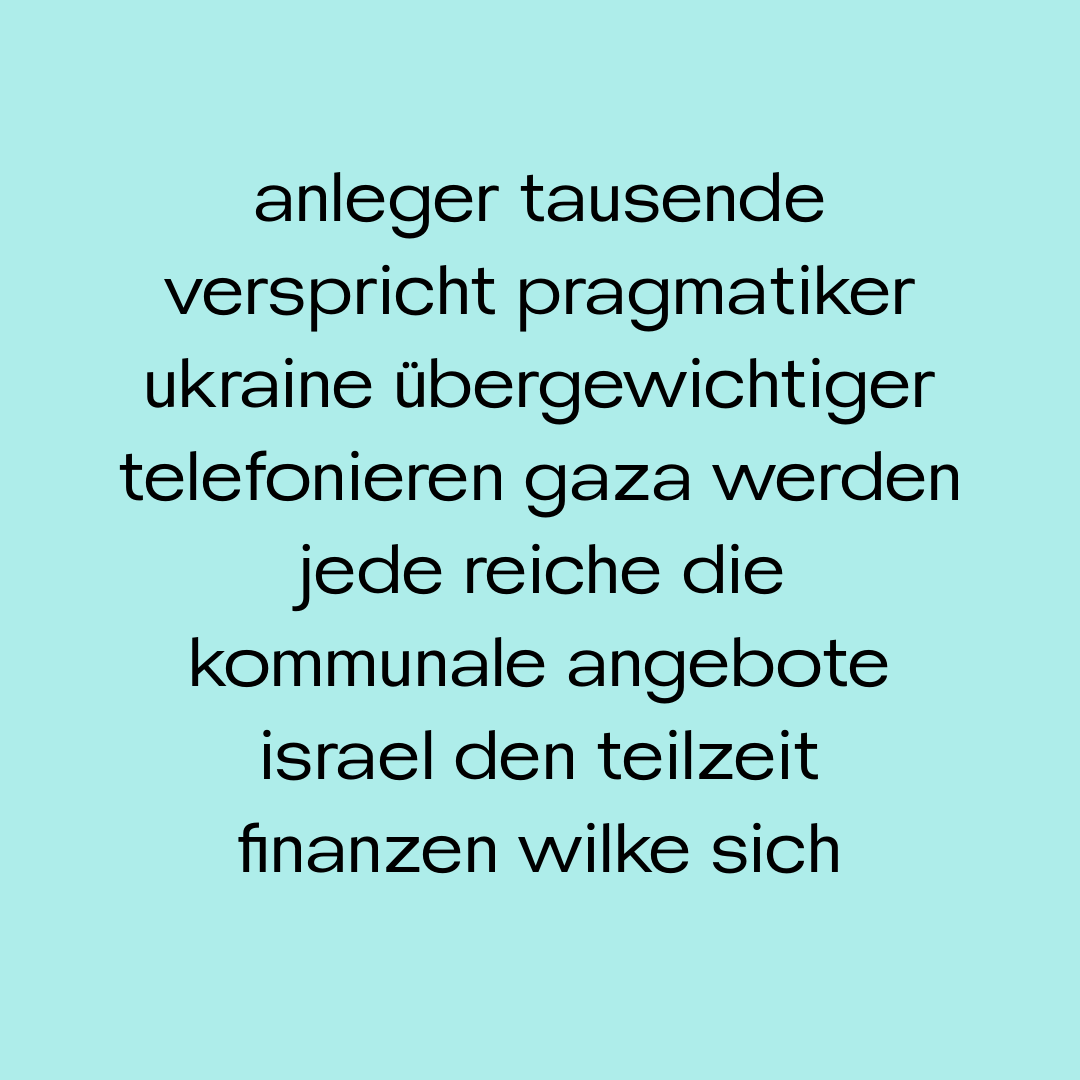 anleger tausende
verspricht pragmatiker
ukraine übergewichtiger
telefonieren gaza werden
jede reiche die
kommunale angebote
israel den teilzeit
finanzen wilke sich